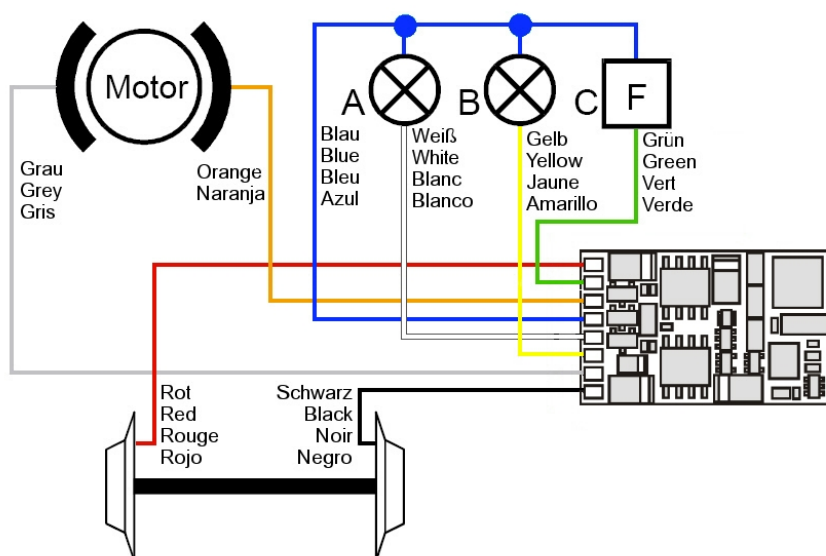 Motor
A
B
C
F
Grau
Grey
Gris
Orange
Naranja
Blau
Blue
Bleu
Azul
Weiß
White
Blanc
Blanco
Gelb
Yellow
Jaune
Amarillo
Grün
Green
Vert
Verde
Rot
Red
Rouge
Rojo
Schwarz
Black
Noir
Negro